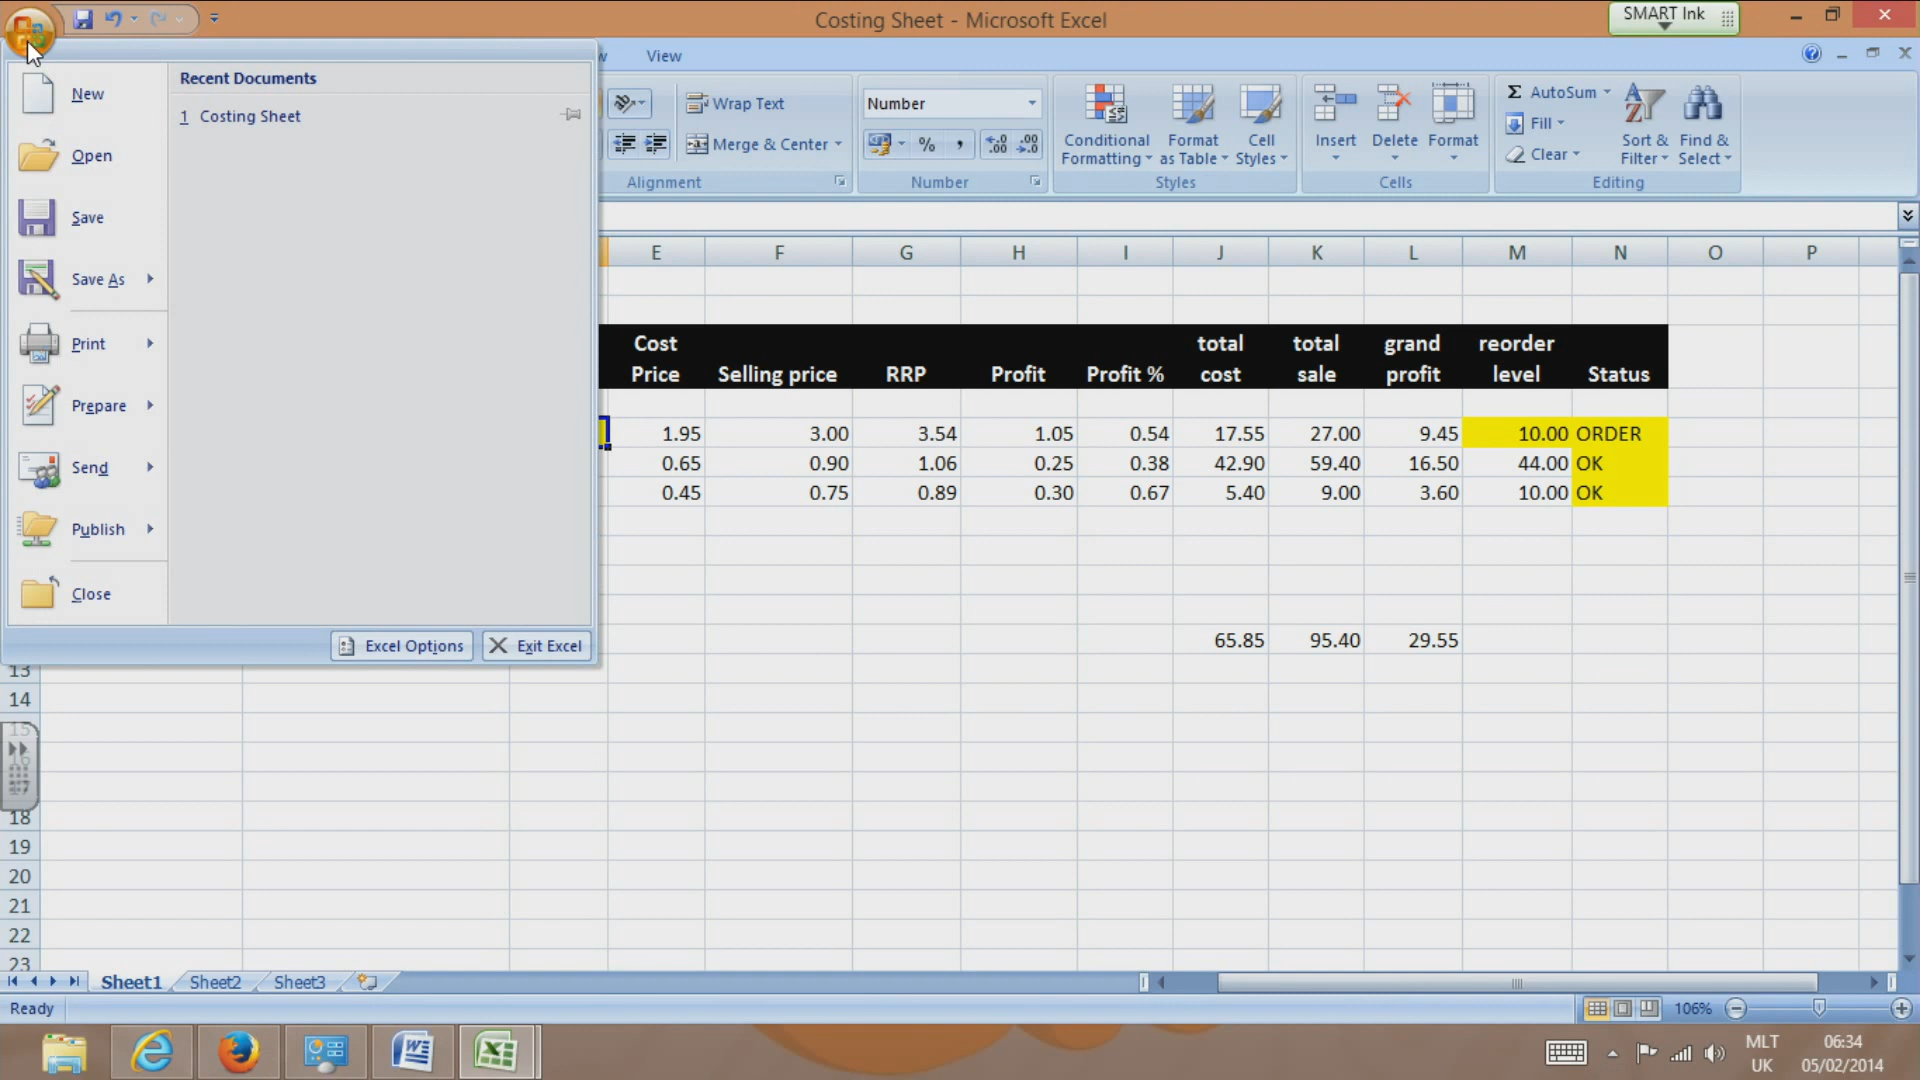 Costing Sheet - Microsoft Excel
SMART Ink
View
New
Open
Save
Save As
Print
Prepare
Send
Publish
Close
Recent Documents
1 Costing Sheet
Excel Options
Exit Excel
Wrap Text
Merge & Center
Alignment
Number
%
Number
Conditional Formatting
Format as Table
Cell Styles
Styles
Insert
Delete
Format
Cells
Σ AutoSum
Fill
Clear
Sort & Filter
Find & Select
Editing
E F G H I J K L M N O P
Cost Price Selling price RRP Profit Profit % total cost total sale grand profit reorder level Status
1.95 3.00 3.54 1.05 0.54 17.55 27.00 9.45 10.00 ORDER
0.65 0.90 1.06 0.25 0.38 42.90 59.40 16.50 44.00 OK
0.45 0.75 0.89 0.30 0.67 5.40 9.00 3.60 10.00 OK
65.85 95.40 29.55
13
14
15
16
17
18
19
20
21
22
23
Sheet1 Sheet2 Sheet3
Ready
106%
MLT
UK
06:34
05/02/2014